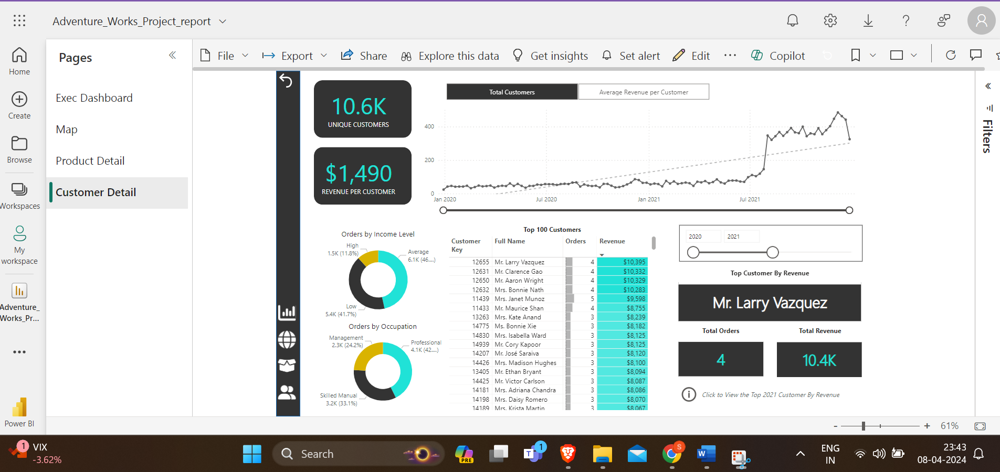 Adventure_Works_Project_report
Home
Create
Browse
Workspaces
My
workspace
Adventure_
Works_Pr...
Power BI
Pages
Exec Dashboard
Map
Product Detail
Customer Detail
File
Export
Share
Explore this data
Get insights
Set alert
Edit
Copilot
Filters
10.6K
UNIQUE CUSTOMERS
$1,490
REVENUE PER CUSTOMER
Total Customers
Average Revenue per Customer
400
200
0
Jan 2020
Jul 2020
Jan 2021
Jul 2021
Orders by Income Level
High
1.5K (11.8%)
Average
6.1K (46....)
Low
5.4K (41.7%)
Orders by Occupation
Management
2.3K (24.2%)
Professional
4.1K (42....)
Skilled Manual
3.2K (33.1%)
Top 100 Customers
Customer Key Full Name Orders Revenue
12655 Mr. Larry Vazquez 4 $10,395
12631 Mr. Clarence Gao 4 $10,332
12650 Mr. Aaron Wright 4 $10,329
12632 Mrs. Bonnie Nath 4 $10,283
11439 Mrs. Janet Munoz 5 $9,598
11433 Mr. Maurice Shan 4 $8,755
13263 Mrs. Kate Anand 3 $8,239
14775 Ms. Bonnie Xie 3 $8,182
14830 Mrs. Isabella Ward 3 $8,125
14939 Mr. Cory Kapoor 3 $8,125
14207 Mr. José Saraiva 3 $8,120
14426 Mrs. Madison Hughes 3 $8,100
13405 Mr. Ethan Bryant 3 $8,094
14425 Mr. Victor Carlson 3 $8,087
14181 Mrs. Adriana Chandra 3 $8,086
14198 Mrs. Daisy Romero 3 $8,070
14189 Mrs. Krista Martin 3 $8,067
2020 2021
Top Customer By Revenue
Mr. Larry Vazquez
Total Orders
Total Revenue
4
10.4K
Click to View the Top 2021 Customer By Revenue
- + 61%
1
VIX
-3.62%
Search
PRE
T
1
S
W
ENG
IN
23:43
08-04-2024